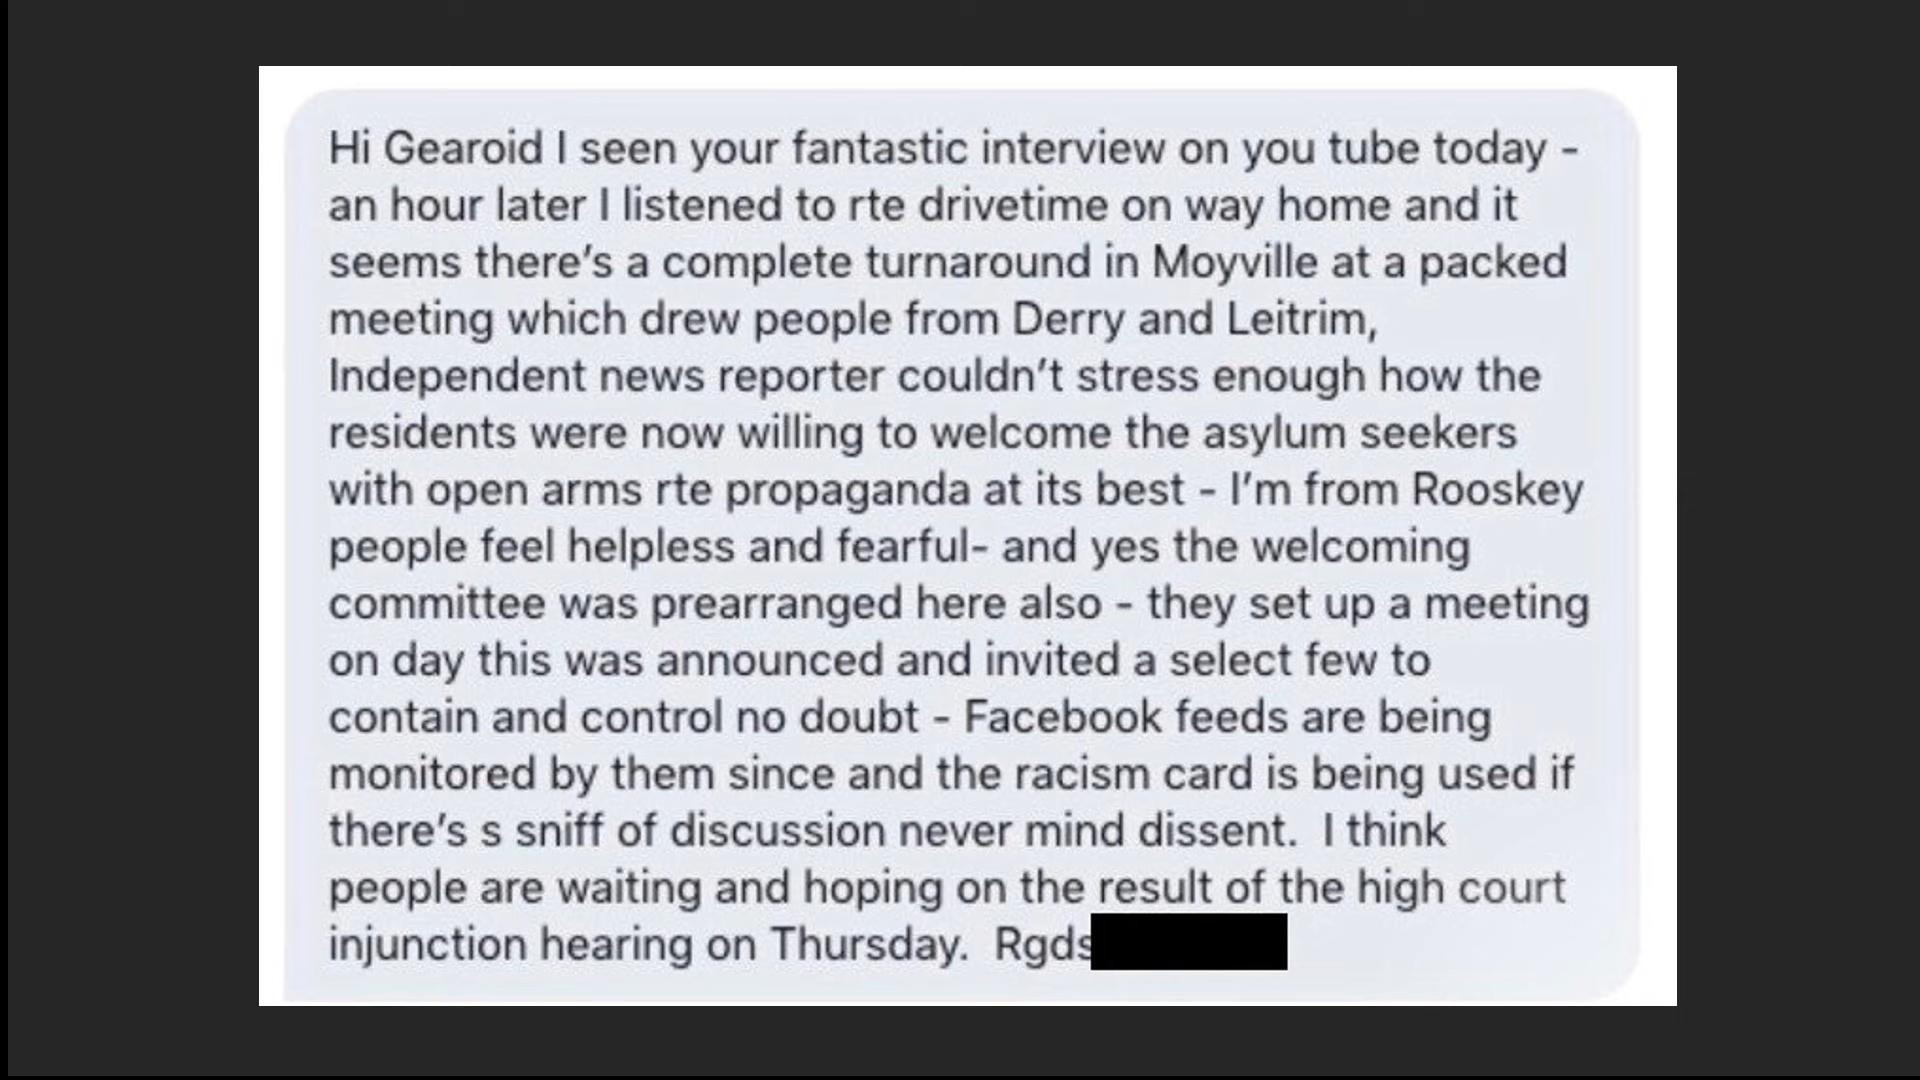 Hi Gearoid I seen your fantastic interview on you tube today -
an hour later I listened to rte drivetime on way home and it
seems there's a complete turnaround in Moyville at a packed
meeting which drew people from Derry and Leitrim,
Independent news reporter couldn't stress enough how the
residents were now willing to welcome the asylum seekers
with open arms rte propaganda at its best - I'm from Rooskey
people feel helpless and fearful- and yes the welcoming
committee was prearranged here also - they set up a meeting
on day this was announced and invited a select few to
contain and control no doubt - Facebook feeds are being
monitored by them since and the racism card is being used if
there's s sniff of discussion never mind dissent.  I think
people are waiting and hoping on the result of the high court
injunction hearing on Thursday.  Rgds